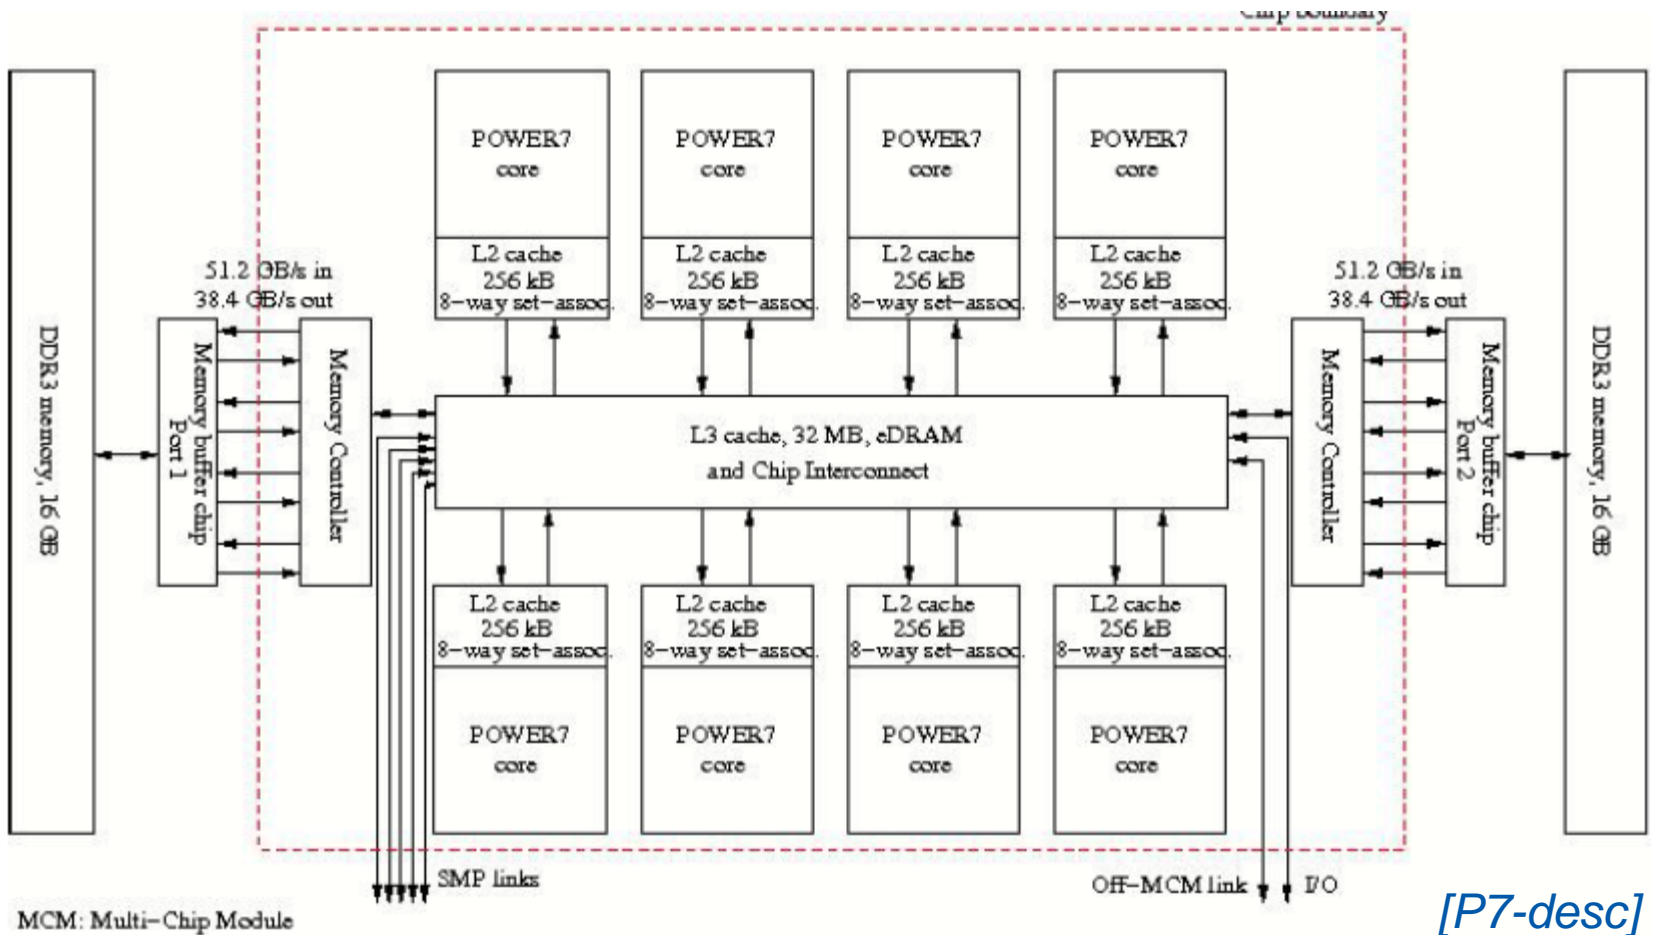 Chip boundary
POWER7
core
POWER7
core
POWER7
core
POWER7
core
L2 cache
256 kB
8-way set-assoc.
L2 cache
256 kB
8-way set-assoc.
L2 cache
256 kB
8-way set-assoc.
L2 cache
256 kB
8-way set-assoc.
51.2 GB/s in
38.4 GB/s out
51.2 GB/s in
38.4 GB/s out
DDR3 memory, 16 GB
Memory buffer chip
Port 1
Memory Controller
L3 cache, 32 MB, eDRAM
and Chip Interconnect
Memory Controller
Memory buffer chip
Port 2
DDR3 memory, 16 GB
L2 cache
256 kB
8-way set-assoc.
L2 cache
256 kB
8-way set-assoc.
L2 cache
256 kB
8-way set-assoc.
L2 cache
256 kB
8-way set-assoc.
POWER7
core
POWER7
core
POWER7
core
POWER7
core
SMP links
Off-MCM link
I/O
MCM: Multi-Chip Module
[P7-desc]